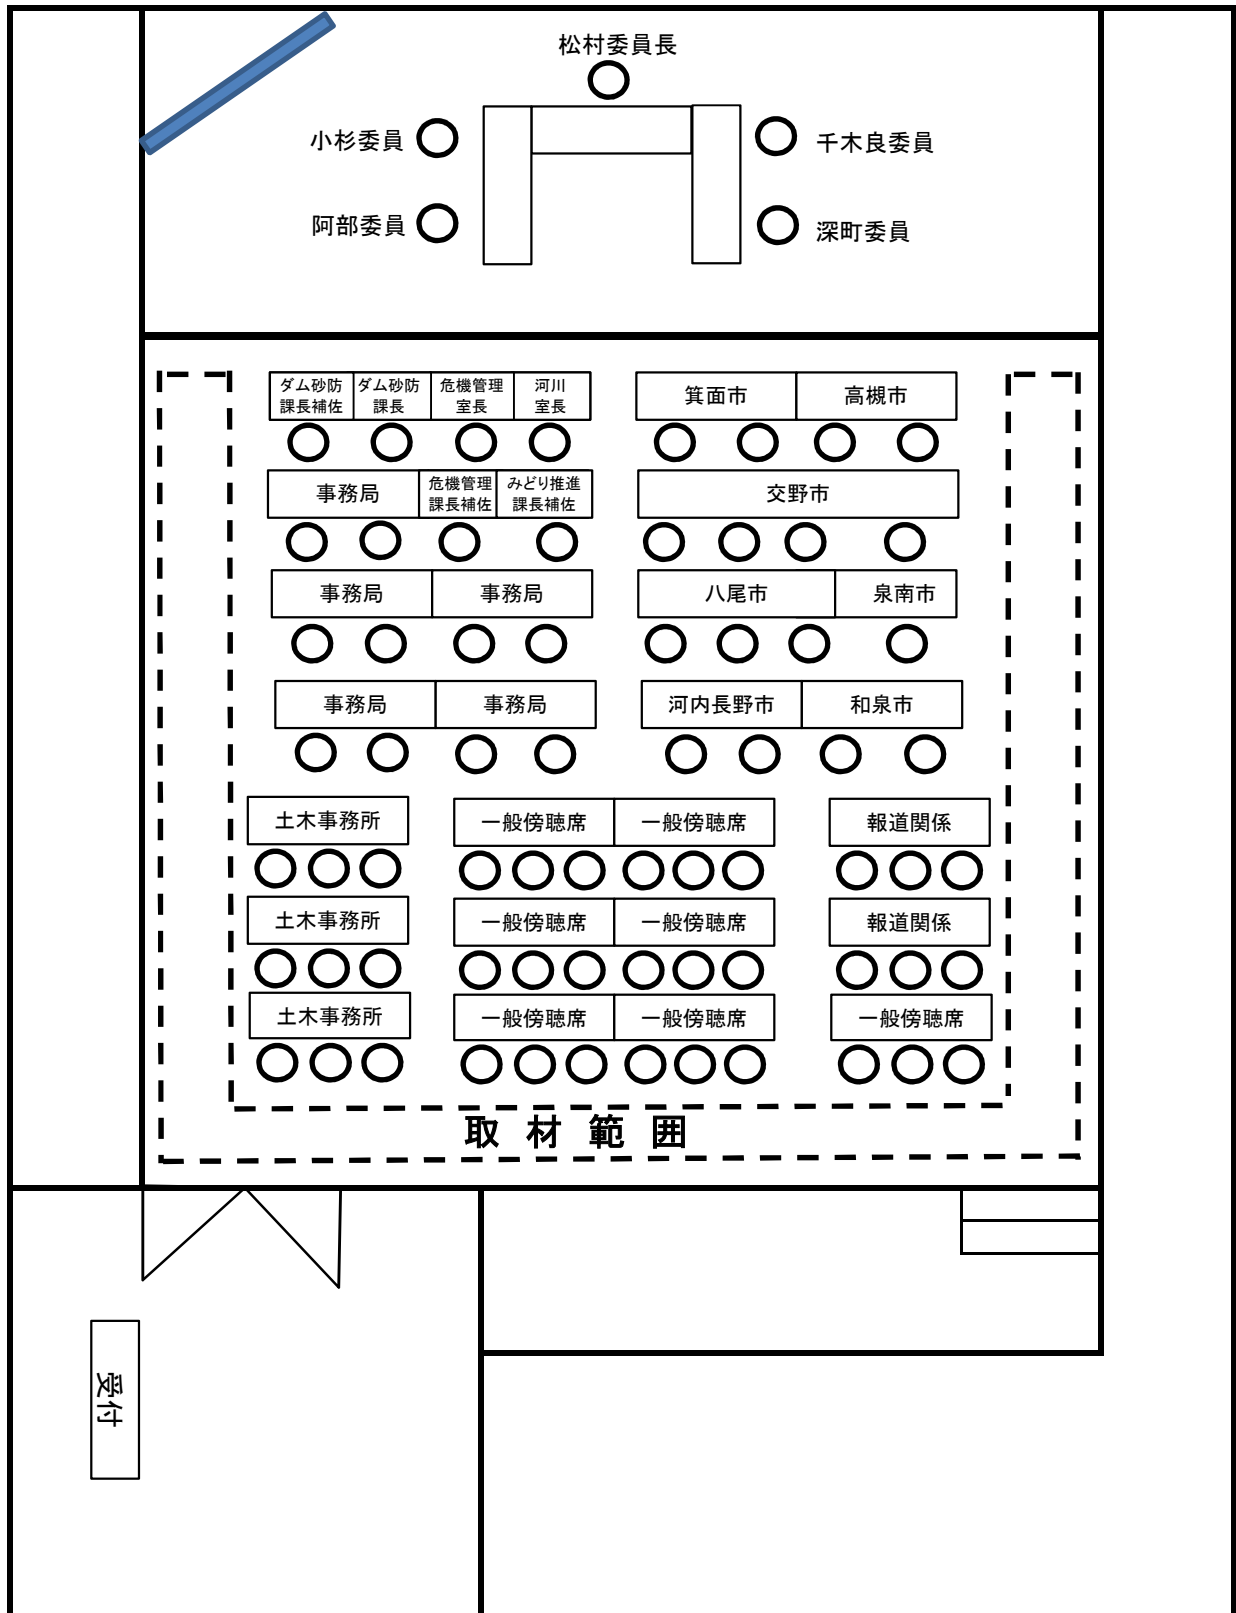 松村委員長
小杉委員
千木良委員
阿部委員
深町委員
ダム砂防
課長補佐
ダム砂防
課長
危機管理
室長
河川
室長
箕面市
高槻市
事務局
危機管理
課長補佐
みどり推進
課長補佐
交野市
事務局
事務局
八尾市
泉南市
事務局
事務局
河内長野市
和泉市
土木事務所
一般傍聴席
一般傍聴席
報道関係
土木事務所
一般傍聴席
一般傍聴席
報道関係
土木事務所
一般傍聴席
一般傍聴席
一般傍聴席
取材範囲
受付